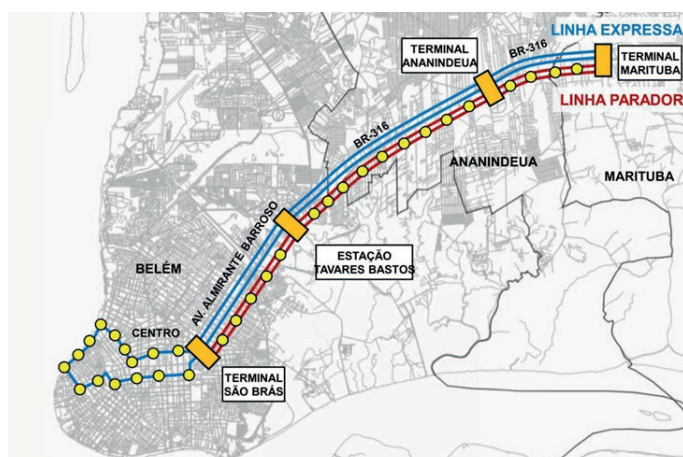 LINHA EXPRESSA
BR-316
TERMINAL
ANANINDEUA
TERMINAL
MARITUBA
LINHA PARADOR
BR-316
ANANINDEUA
MARITUBA
AV. ALMIRANTE BARROSO
ESTAÇÃO
TAVARES BASTOS
BELÉM
CENTRO
TERMINAL
SÃO BRÁS